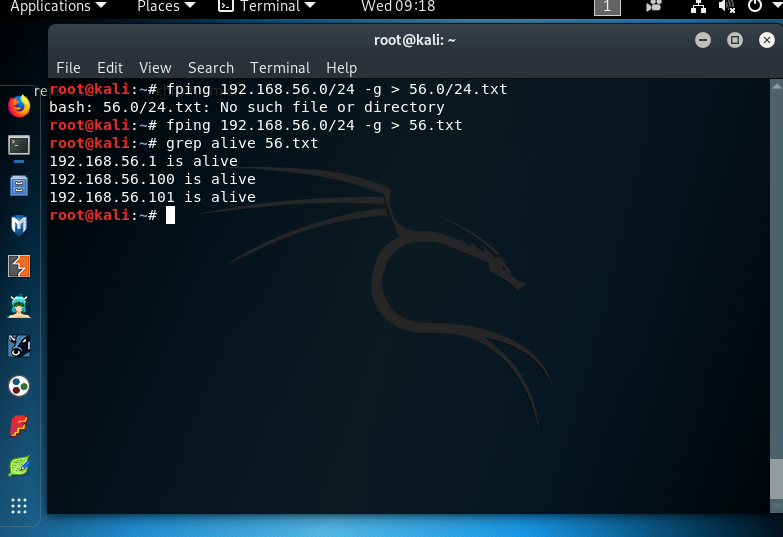 Applications Places Terminal Wed 09:18 1
root@kali: ~
File Edit View Search Terminal Help
root@kali:~# fping 192.168.56.0/24 -g > 56.0/24.txt
bash: 56.0/24.txt: No such file or directory
root@kali:~# fping 192.168.56.0/24 -g > 56.txt
root@kali:~# grep alive 56.txt
192.168.56.1 is alive
192.168.56.100 is alive
192.168.56.101 is alive
root@kali:~#